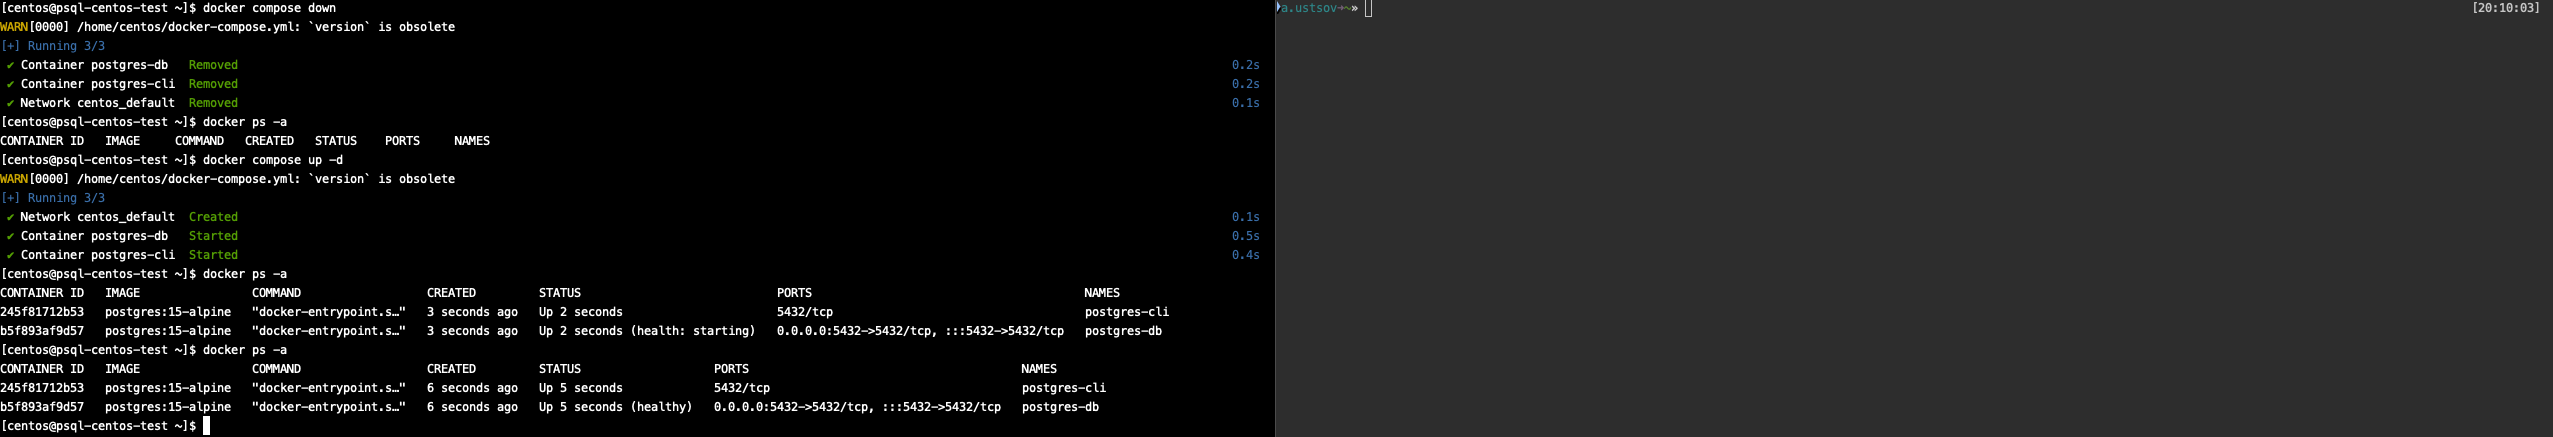 [centos@psql-centos-test ~]$ docker compose down
WARN[0000] /home/centos/docker-compose.yml: `version` is obsolete
[+] Running 3/3
✔ Container postgres-db Removed 0.2s
✔ Container postgres-cli Removed 0.2s
✔ Network centos_default Removed 0.1s
[centos@psql-centos-test ~]$ docker ps -a
CONTAINER ID IMAGE COMMAND CREATED STATUS PORTS NAMES
[centos@psql-centos-test ~]$ docker compose up -d
WARN[0000] /home/centos/docker-compose.yml: `version` is obsolete
[+] Running 3/3
✔ Network centos_default Created 0.1s
✔ Container postgres-db Started 0.5s
✔ Container postgres-cli Started 0.4s
[centos@psql-centos-test ~]$ docker ps -a
CONTAINER ID IMAGE COMMAND CREATED STATUS PORTS NAMES
245f81712b53 postgres:15-alpine "docker-entrypoint.s…" 3 seconds ago Up 2 seconds 5432/tcp postgres-cli
b5f893af9d57 postgres:15-alpine "docker-entrypoint.s…" 3 seconds ago Up 2 seconds (health: starting) 0.0.0.0:5432->5432/tcp, :::5432->5432/tcp postgres-db
[centos@psql-centos-test ~]$ docker ps -a
CONTAINER ID IMAGE COMMAND CREATED STATUS PORTS NAMES
245f81712b53 postgres:15-alpine "docker-entrypoint.s…" 6 seconds ago Up 5 seconds 5432/tcp postgres-cli
b5f893af9d57 postgres:15-alpine "docker-entrypoint.s…" 6 seconds ago Up 5 seconds (healthy) 0.0.0.0:5432->5432/tcp, :::5432->5432/tcp postgres-db
[centos@psql-centos-test ~]$
a.ustsov➜~» [20:10:03]